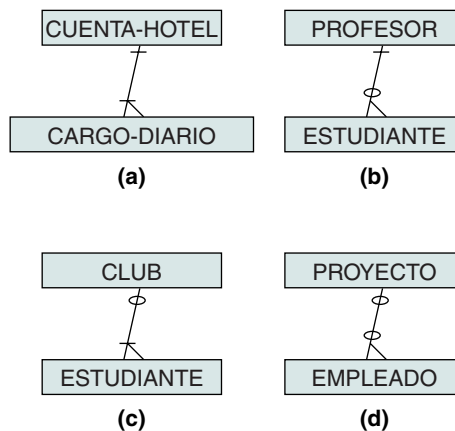 CUENTA-HOTEL
CARGO-DIARIO
(a)
PROFESOR
ESTUDIANTE
(b)
CLUB
ESTUDIANTE
(c)
PROYECTO
EMPLEADO
(d)